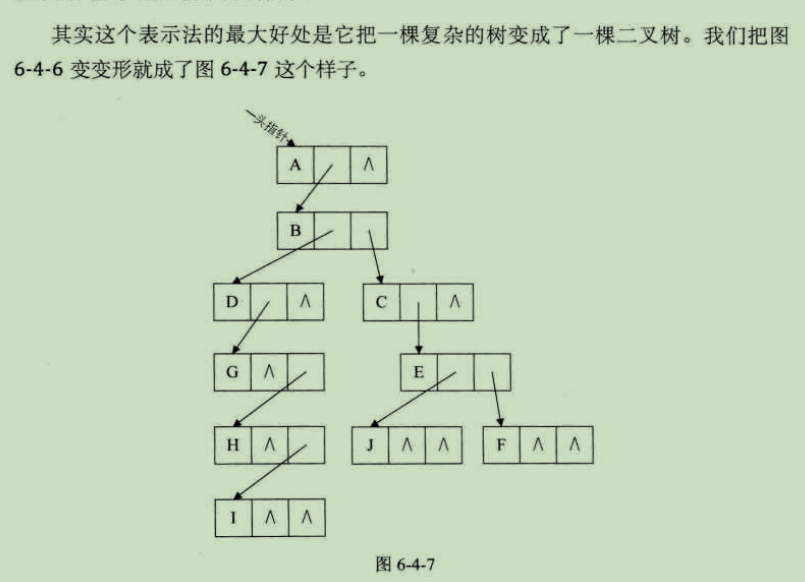 其实这个表示法的最大好处是它把一棵复杂的树变成了一棵二叉树。我们把图
6-4-6 变变形就成了图 6-4-7 这个样子。
头指针
A ∧
B
D ∧ C ∧
G ∧ E
H ∧ J ∧ ∧ F ∧ ∧
I ∧ ∧
图 6-4-7